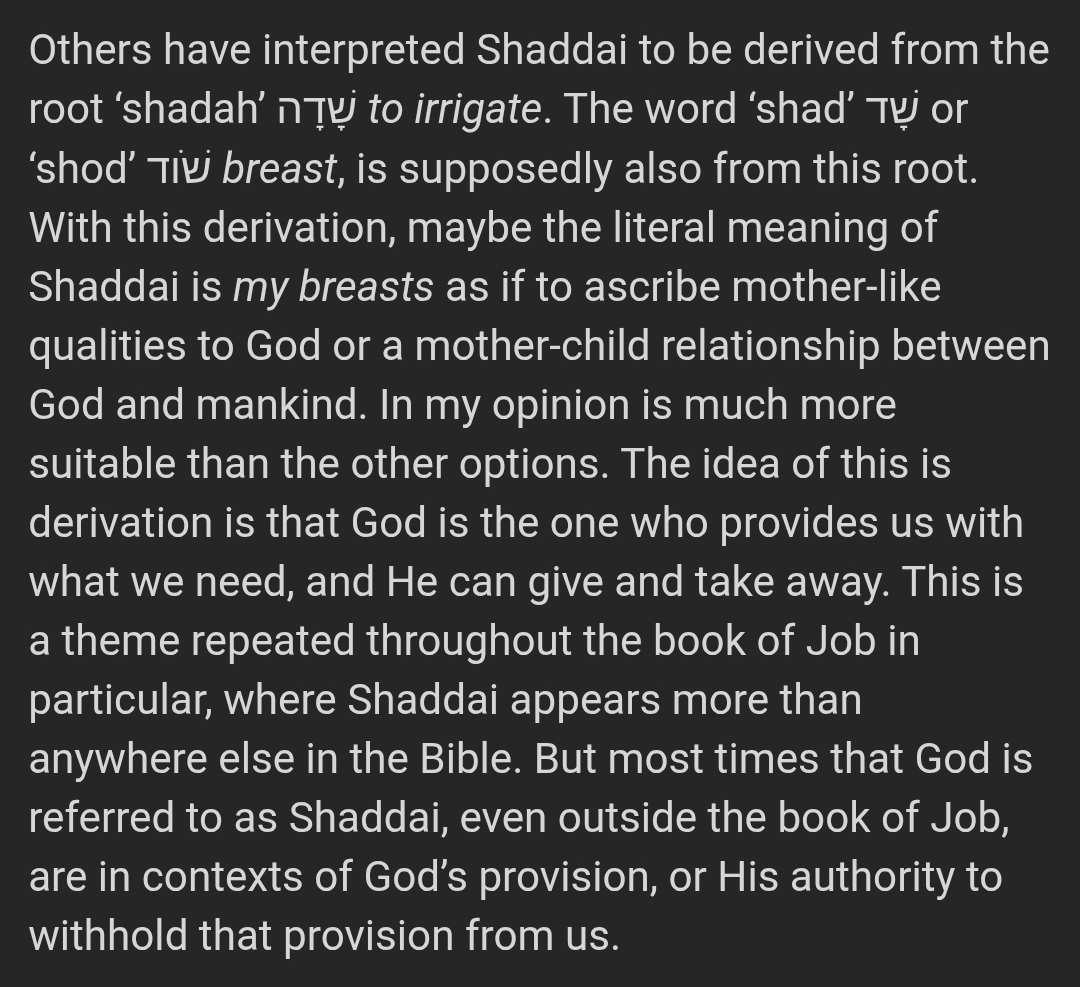 Others have interpreted Shaddai to be derived from the
root ‘shadah’ שָׁדָה to irrigate. The word ‘shad’ שָׁד or
‘shod’ שׁוֹד breast, is supposedly also from this root.
With this derivation, maybe the literal meaning of
Shaddai is my breasts as if to ascribe mother-like
qualities to God or a mother-child relationship between
God and mankind. In my opinion is much more
suitable than the other options. The idea of this is
derivation is that God is the one who provides us with
what we need, and He can give and take away. This is
a theme repeated throughout the book of Job in
particular, where Shaddai appears more than
anywhere else in the Bible. But most times that God is
referred to as Shaddai, even outside the book of Job,
are in contexts of God’s provision, or His authority to
withhold that provision from us.